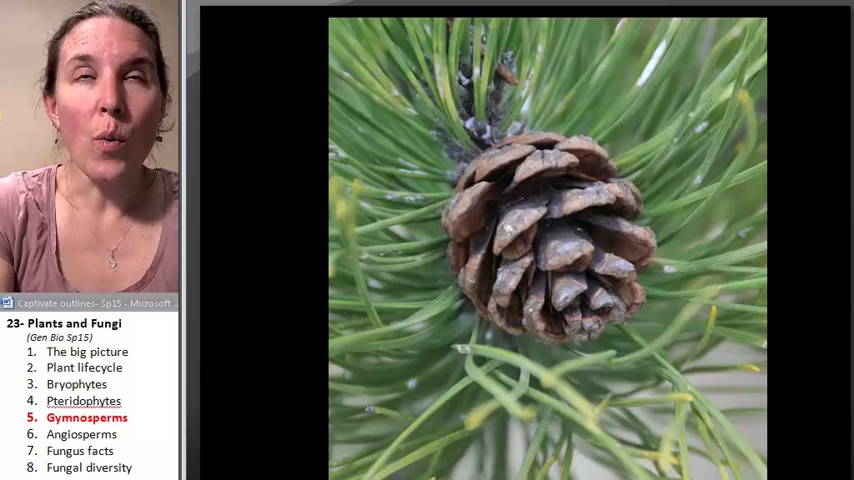 Captivate outlines- Sp15 - Microsoft ...
23- Plants and Fungi
(Gen Bio Sp15)
1. The big picture
2. Plant lifecycle
3. Bryophytes
4. Pteridophytes
5. Gymnosperms
6. Angiosperms
7. Fungus facts
8. Fungal diversity